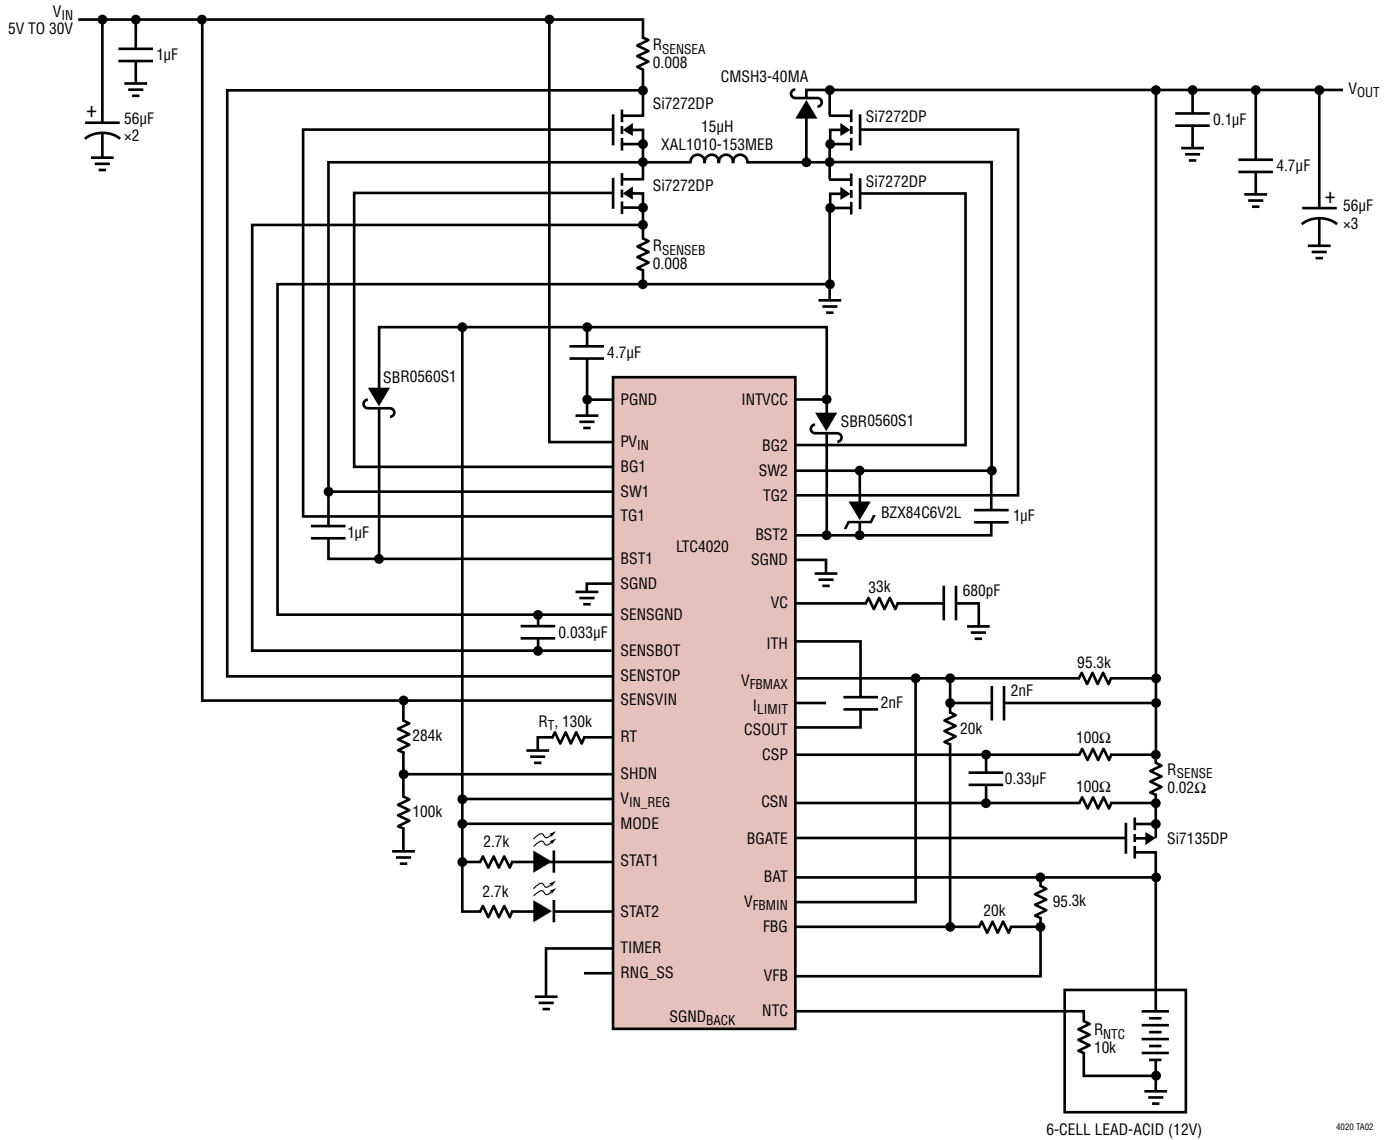 VIN
5V TO 30V
1µF
56µF
×2
RSENSEA
0.008
CMSH3-40MA
VOUT
Si7272DP
Si7272DP
0.1µF
15µH
XAL1010-153MEB
4.7µF
Si7272DP
Si7272DP
56µF
×3
RSENSEB
0.008
4.7µF
SBR0560S1
SBR0560S1
PGND
PVIN
BG1
SW1
TG1
BST1
SGND
SENSGND
SENSBOT
SENSTOP
SENSVIN
RT
SHDN
VIN_REG
MODE
STAT1
STAT2
TIMER
RNG_SS
LTC4020
SGNDBACK
INTVCC
BG2
SW2
TG2
BST2
SGND
VC
ITH
VFBMAX
ILIMIT
CSOUT
CSP
CSN
BGATE
BAT
VFBMIN
FBG
VFB
NTC
1µF
BZX84C6V2L
1µF
33k
680pF
0.033µF
95.3k
2nF
2nF
20k
284k
RT, 130k
100Ω
0.33µF
RSENSE
0.02Ω
100Ω
100k
Si7135DP
2.7k
2.7k
95.3k
20k
RNTC
10k
6-CELL LEAD-ACID (12V)
4020 TA02